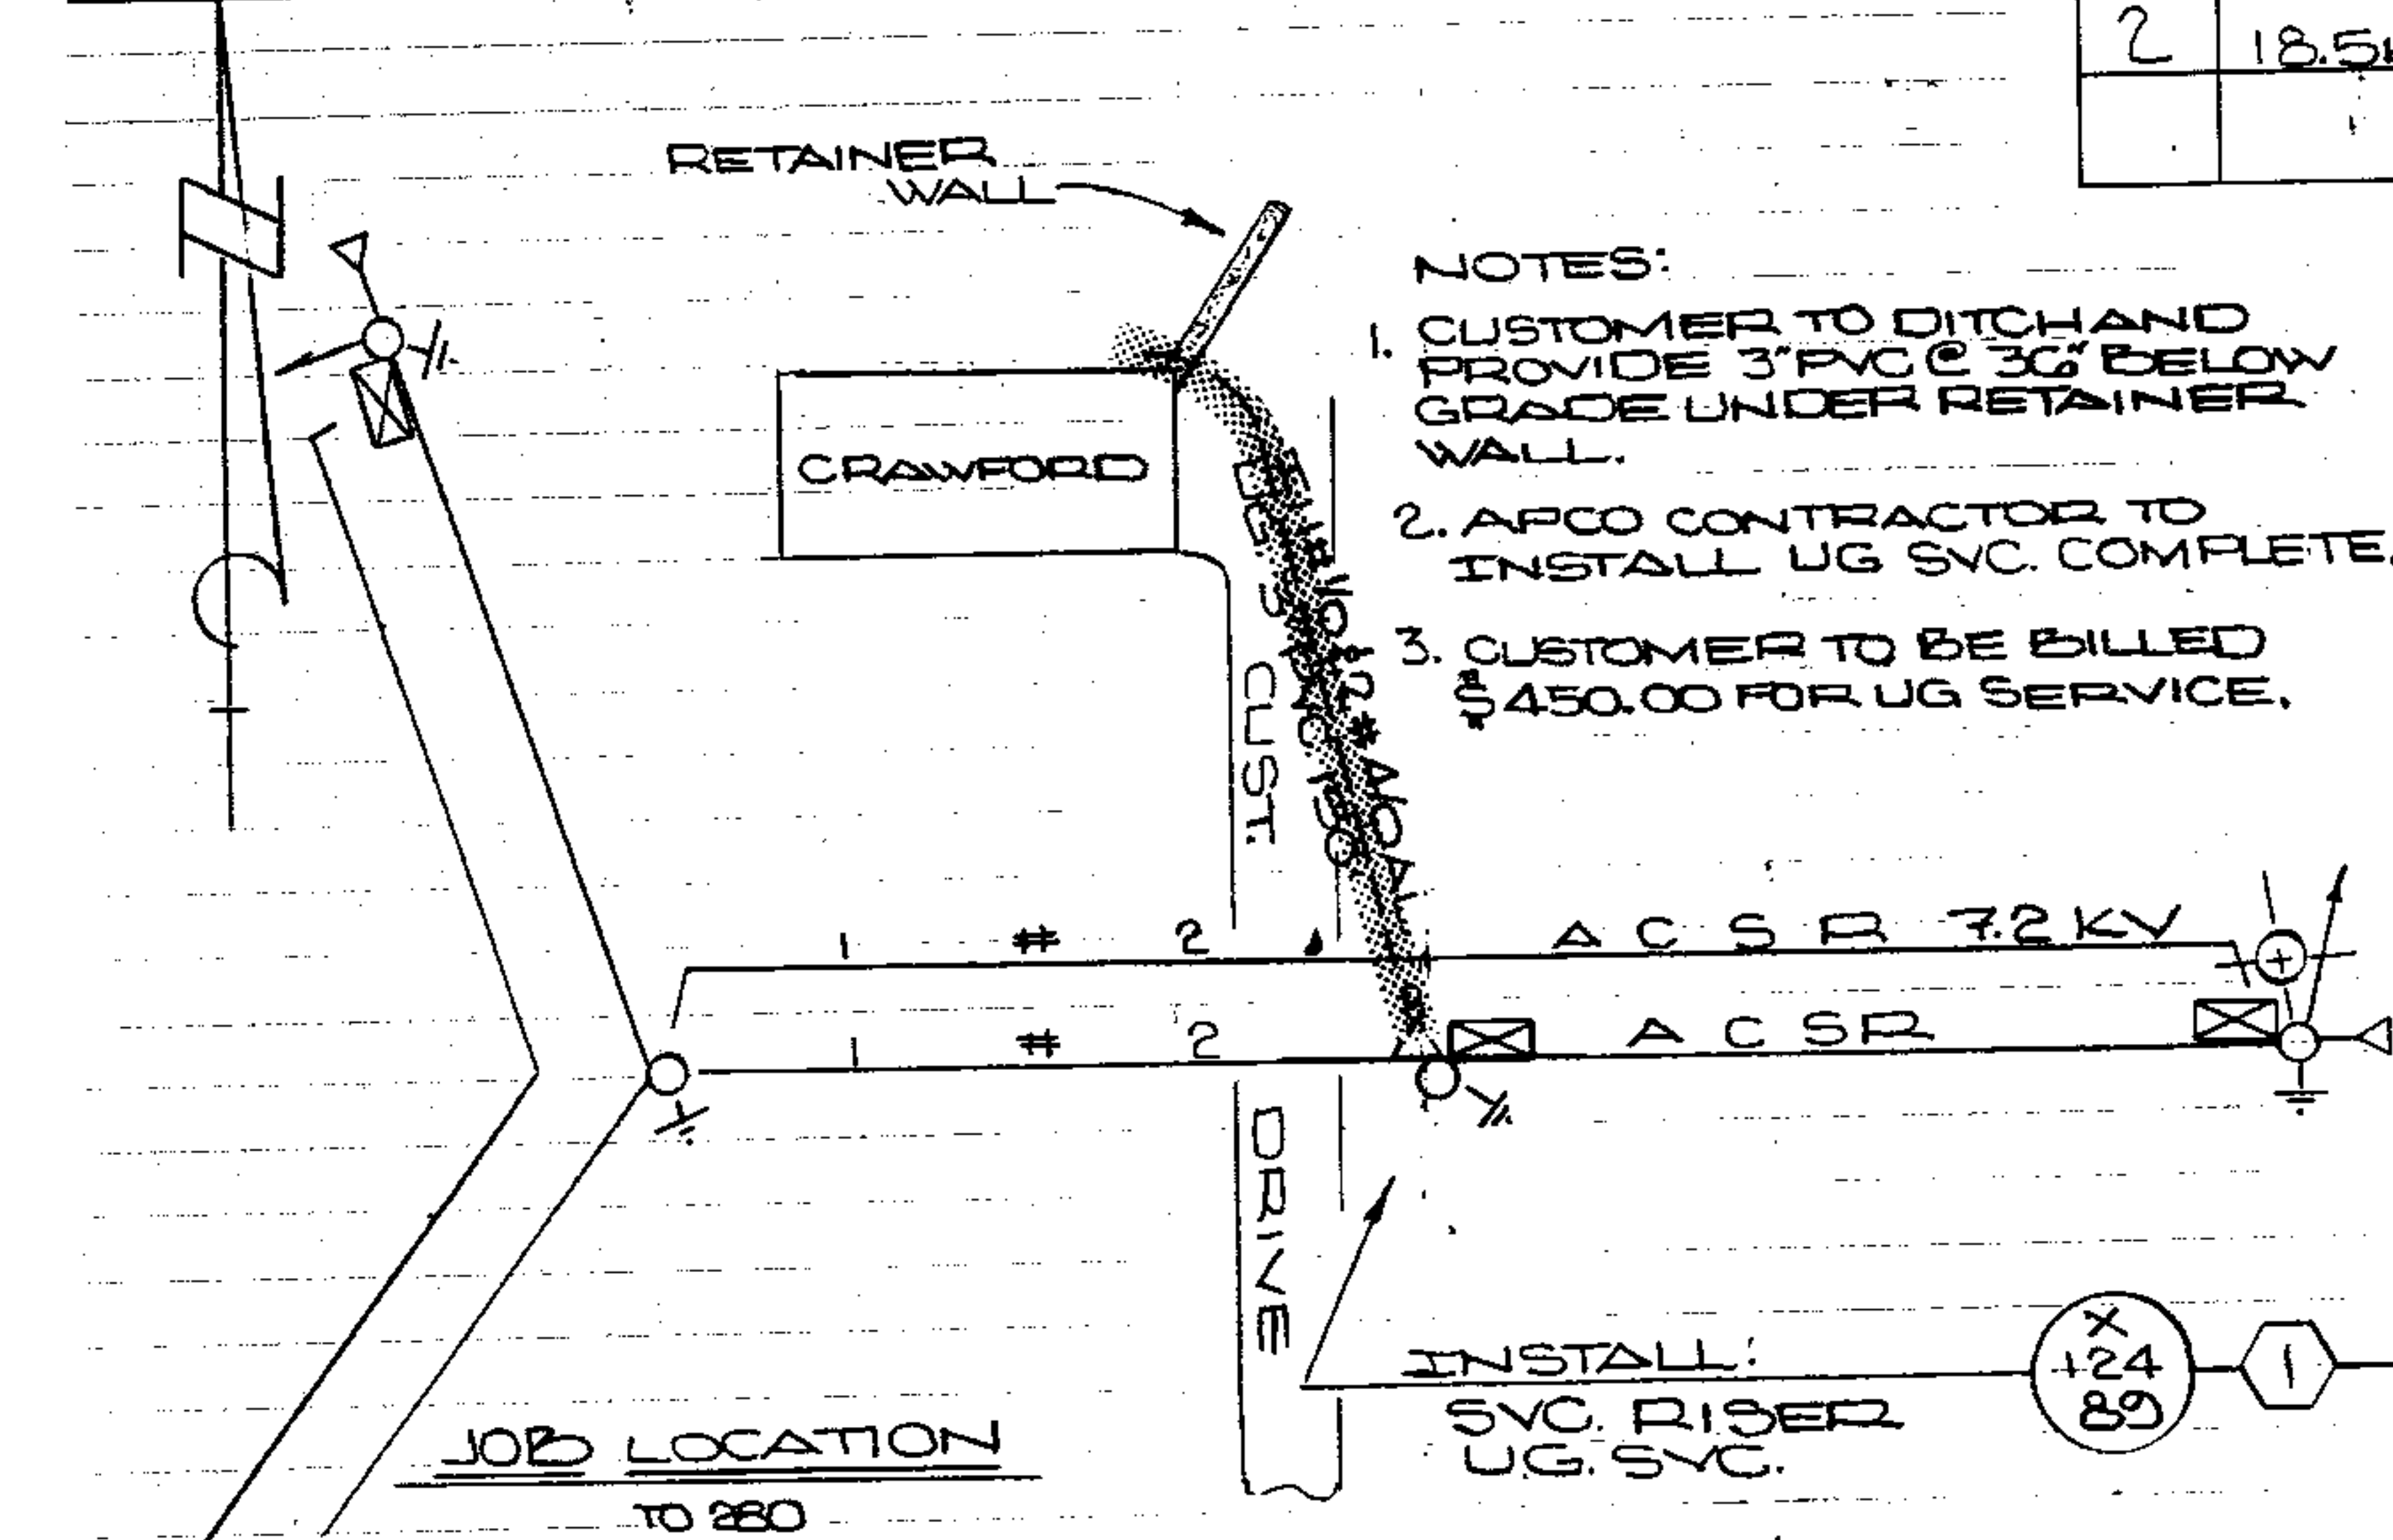 2
18.5
RETAINER
WALL
NOTES:
1. CUSTOMER TO DITCH AND
PROVIDE 3" PVC @ 36" BELOW
GRADE UNDER RETAINER
WALL.
2. APCO CONTRACTOR TO
INSTALL UG SVC. COMPLETE.
3. CUSTOMER TO BE BILLED
$450.00 FOR UG SERVICE.
CRAWFORD
N
CUST.
DRIVE
1 # 2 A C S R 7.2 KV
1 # 2 A C S R
INSTALL:
SVC. RISER
UG. SVC.
X
+24
89
1
JOB LOCATION
TO 280